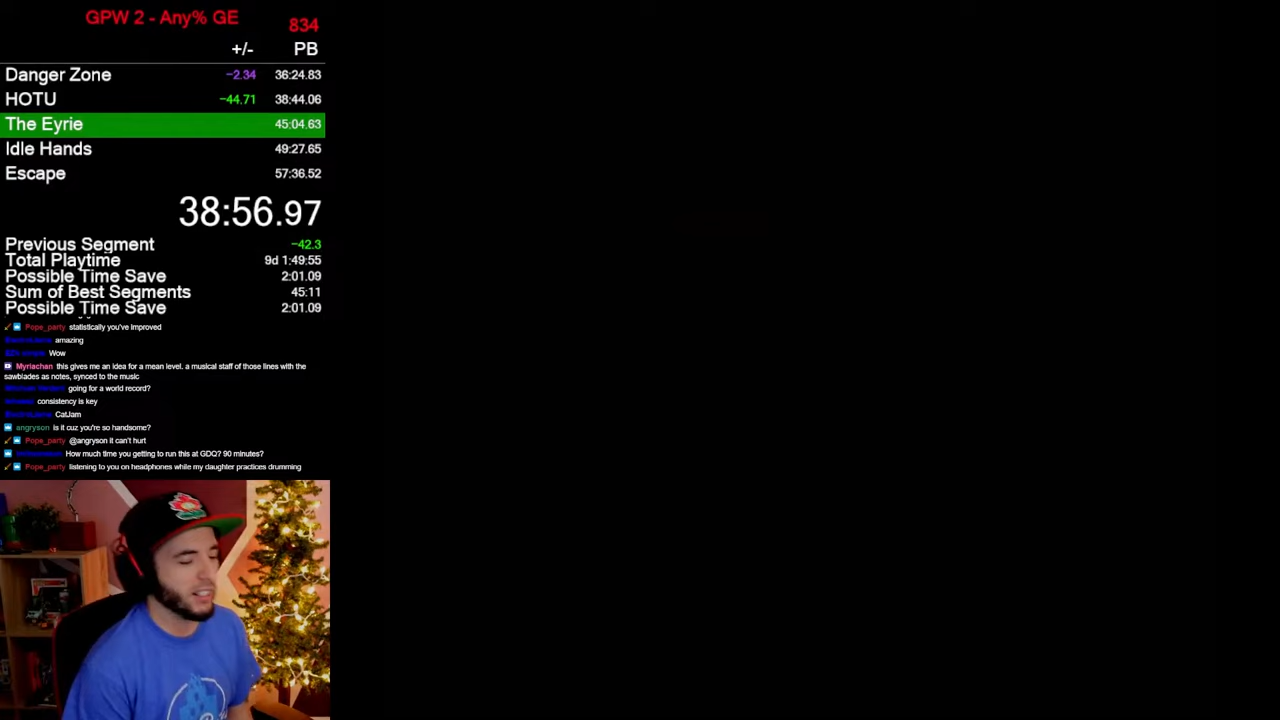 GPW 2 - Any% GE
834
+/- PB
Danger Zone −2.34 36:24.83
HOTU −44.71 38:44.06
The Eyrie 45:04.63
Idle Hands 49:27.65
Escape 57:36.52
38:56.97
Previous Segment −42.3
Total Playtime 9d 1:49:55
Possible Time Save 2:01.09
Sum of Best Segments 45:11
Possible Time Save 2:01.09
Pope_party statistically you've improved
amazing
Wow
Myriachan this gives me an idea for a mean level. a musical staff of those lines with the
sawblades as notes, synced to the music
going for a world record?
consistency is key
CatJam
angryson is it cuz you're so handsome?
Pope_party @angryson it can't hurt
How much time you getting to run this at GDQ? 90 minutes?
Pope_party listening to you on headphones while my daughter practices drumming